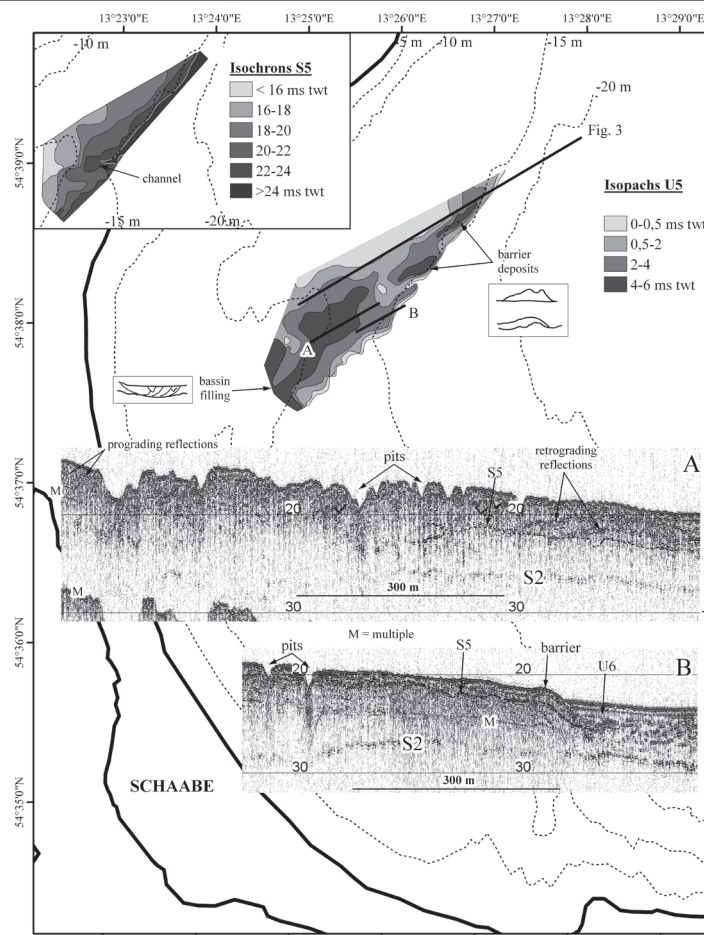 13°23'0"E 13°24'0"E 13°25'0"E 13°26'0"E 13°27'0"E 13°28'0"E 13°29'0"E
-10 m
-5 m -10 m
-15 m
-20 m
Isochrons S5
< 16 ms twt
16-18
18-20
20-22
22-24
>24 ms twt
channel
-15 m
-20 m
Fig. 3
Isopachs U5
0-0,5 ms twt
0,5-2
2-4
4-6 ms twt
barrier
deposits
A
B
bassin
filling
54°39'0"N
54°38'0"N
54°37'0"N
54°36'0"N
54°35'0"N
prograding reflections
pits
S5
retrograding
reflections
A
M
20
20
S2
M
300 m
30
30
M = multiple
pits
20
S5
20
barrier
U6
B
M
S2
30
30
300 m
SCHAABE